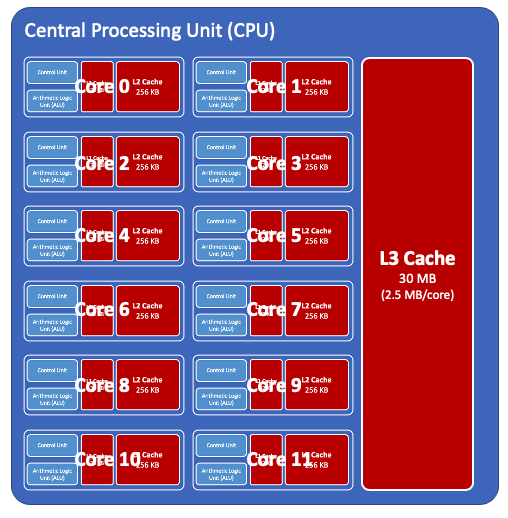 Central Processing Unit (CPU)
Control Unit
Arithmetic Logic
Unit (ALU)
L2 Cache
256 KB
Core 0
Control Unit
Arithmetic Logic
Unit (ALU)
L2 Cache
256 KB
Core 1
Control Unit
Arithmetic Logic
Unit (ALU)
L2 Cache
256 KB
Core 2
Control Unit
Arithmetic Logic
Unit (ALU)
L2 Cache
256 KB
Core 3
Control Unit
Arithmetic Logic
Unit (ALU)
L2 Cache
256 KB
Core 4
Control Unit
Arithmetic Logic
Unit (ALU)
L2 Cache
256 KB
Core 5
Control Unit
Arithmetic Logic
Unit (ALU)
L2 Cache
256 KB
Core 6
Control Unit
Arithmetic Logic
Unit (ALU)
L2 Cache
256 KB
Core 7
Control Unit
Arithmetic Logic
Unit (ALU)
L2 Cache
256 KB
Core 8
Control Unit
Arithmetic Logic
Unit (ALU)
L2 Cache
256 KB
Core 9
Control Unit
Arithmetic Logic
Unit (ALU)
L2 Cache
256 KB
Core 10
Control Unit
Arithmetic Logic
Unit (ALU)
L2 Cache
256 KB
Core 11
L3 Cache
30 MB
(2.5 MB/core)